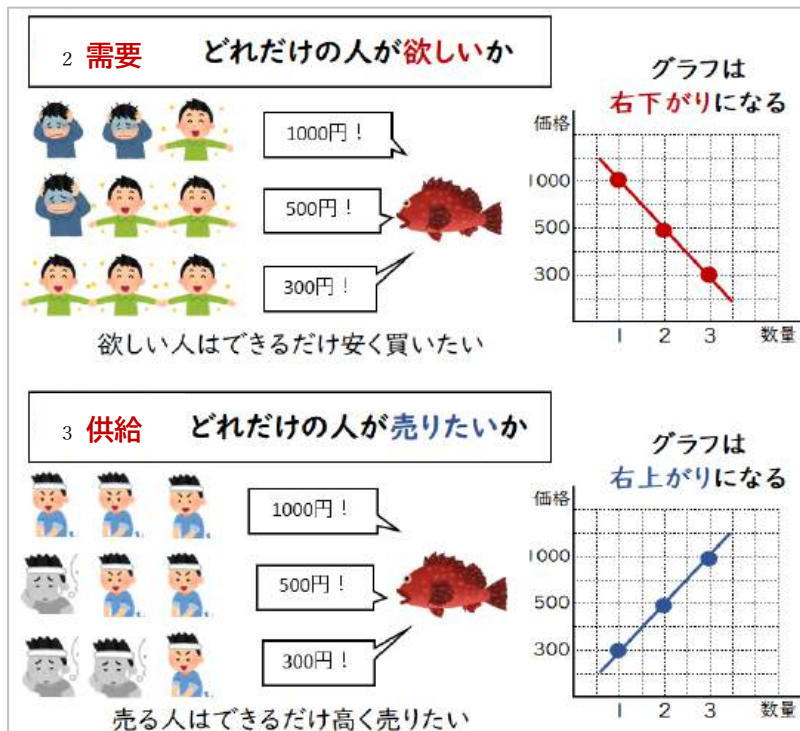 2 需要 どれだけの人が欲しいか
1000円！
500円！
300円！
欲しい人はできるだけ安く買いたい
グラフは
右下がりになる
価格
1000
500
300
1 2 3 数量
3 供給 どれだけの人が売りたいか
1000円！
500円！
300円！
売る人はできるだけ高く売りたい
グラフは
右上がりになる
価格
1000
500
300
1 2 3 数量